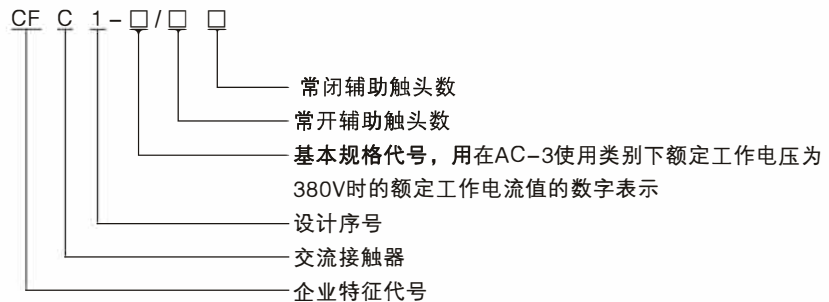 CF C 1-□/□ □
常闭辅助触头数
常开辅助触头数
基本规格代号，用在AC-3使用类别下额定工作电压为
380V时的额定工作电流值的数字表示
设计序号
交流接触器
企业特征代号